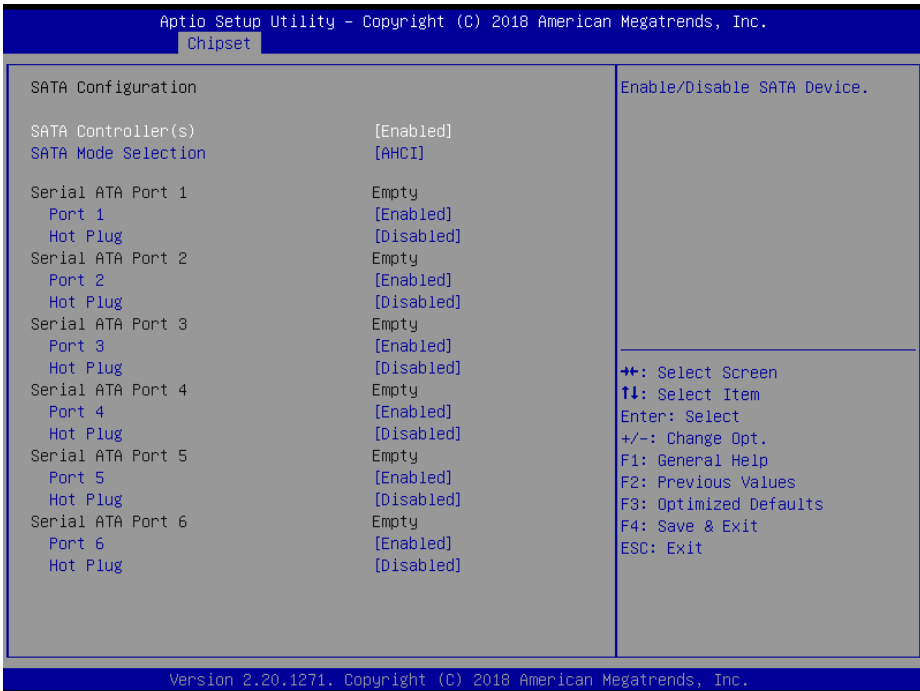 Aptio Setup Utility – Copyright (C) 2018 American Megatrends, Inc.
Chipset
SATA Configuration
SATA Controller(s) [Enabled]
SATA Mode Selection [AHCI]
Serial ATA Port 1 Empty
Port 1 [Enabled]
Hot Plug [Disabled]
Serial ATA Port 2 Empty
Port 2 [Enabled]
Hot Plug [Disabled]
Serial ATA Port 3 Empty
Port 3 [Enabled]
Hot Plug [Disabled]
Serial ATA Port 4 Empty
Port 4 [Enabled]
Hot Plug [Disabled]
Serial ATA Port 5 Empty
Port 5 [Enabled]
Hot Plug [Disabled]
Serial ATA Port 6 Empty
Port 6 [Enabled]
Hot Plug [Disabled]
Enable/Disable SATA Device.
→←: Select Screen
↑↓: Select Item
Enter: Select
+/-: Change Opt.
F1: General Help
F2: Previous Values
F3: Optimized Defaults
F4: Save & Exit
ESC: Exit
Version 2.20.1271. Copyright (C) 2018 American Megatrends, Inc.